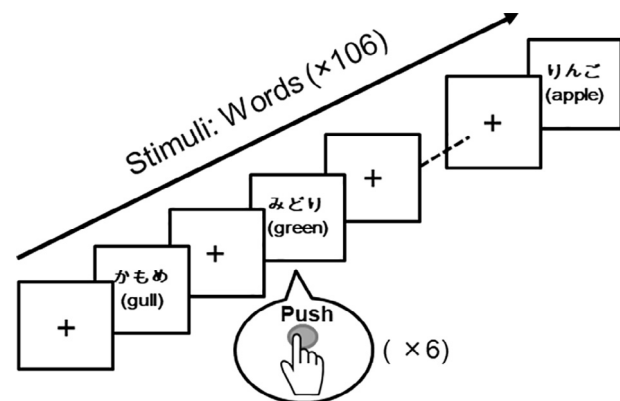 Stimuli: Words (×106)
+
かもめ
(gull)
+
みどり
(green)
+
+
りんご
(apple)
Push
( ×6)